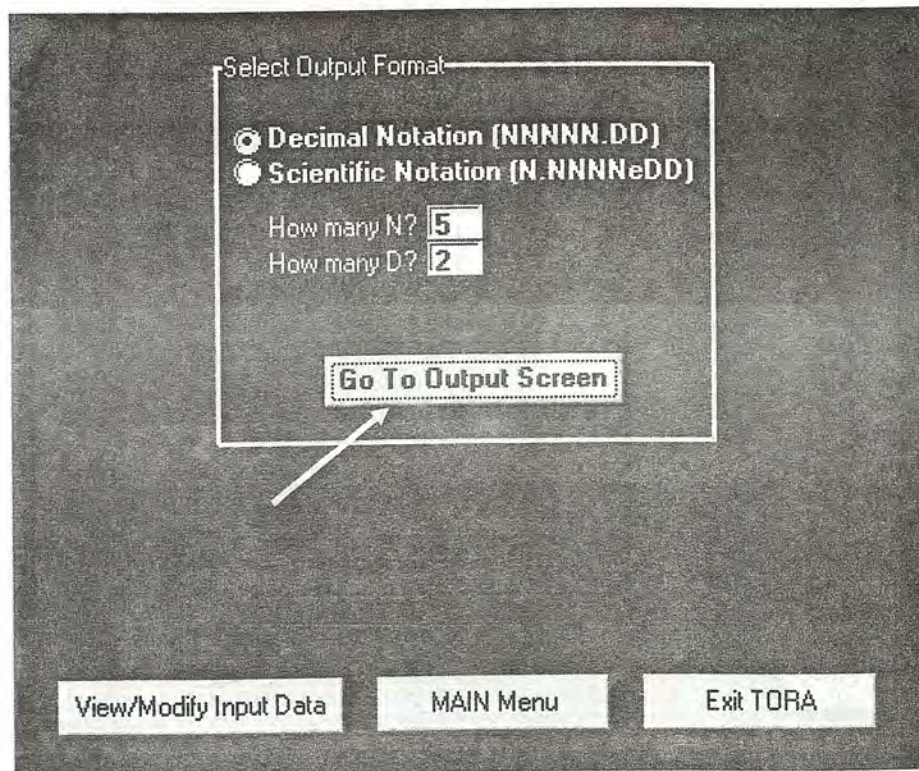 Select Output Format
Decimal Notation (NNNNN.DD)
Scientific Notation (N.NNNNeDD)
How many N? 5
How many D? 2
Go To Output Screen
View/Modify Input Data
MAIN Menu
Exit TORA